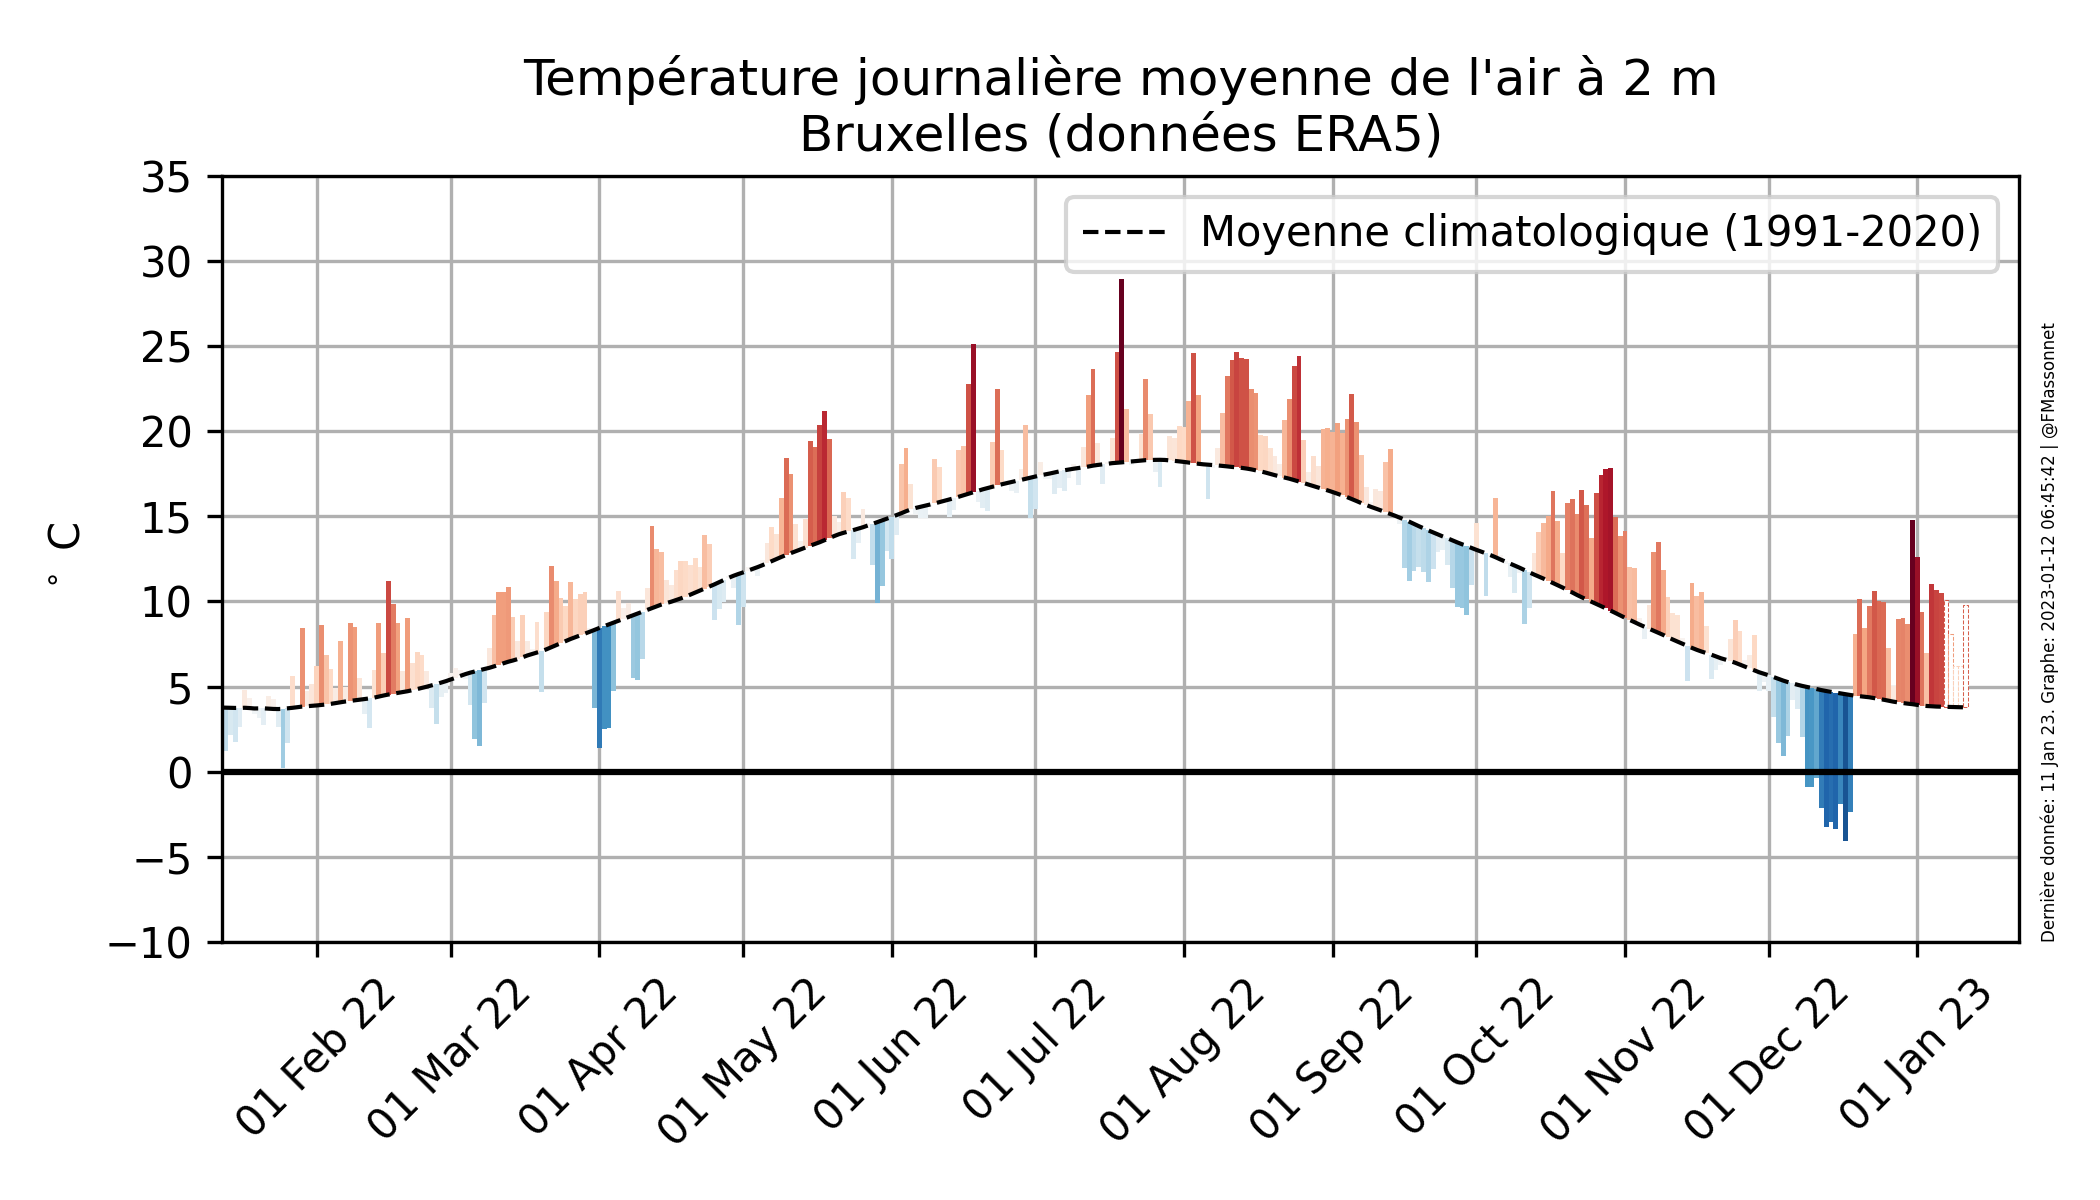 Température journalière moyenne de l'air à 2 m
Bruxelles (données ERA5)
Moyenne climatologique (1991-2020)
35
30
25
20
15
10
5
0
−5
−10
° C
01 Feb 22
01 Mar 22
01 Apr 22
01 May 22
01 Jun 22
01 Jul 22
01 Aug 22
01 Sep 22
01 Oct 22
01 Nov 22
01 Dec 22
01 Jan 23
Dernière donnée: 11 Jan 23. Graphe: 2023-01-12 06:45:42 | @FMassonnet